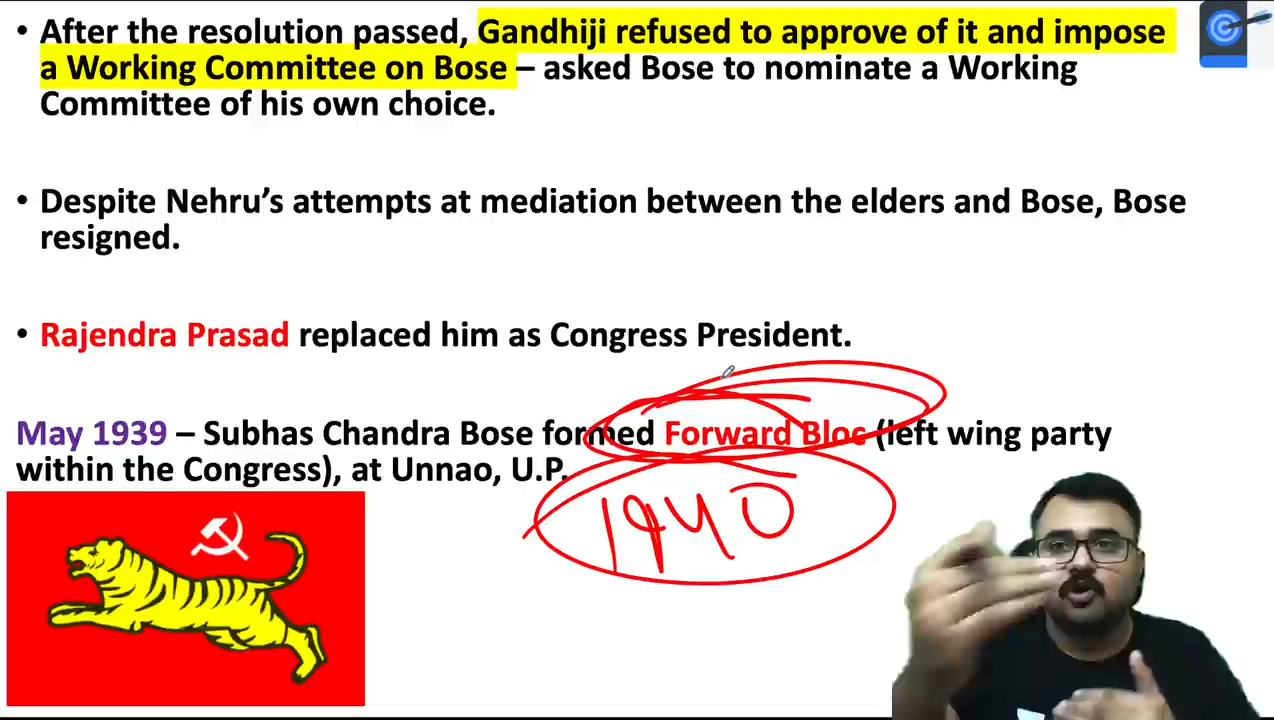 • After the resolution passed, Gandhiji refused to approve of it and impose
a Working Committee on Bose – asked Bose to nominate a Working
Committee of his own choice.
• Despite Nehru’s attempts at mediation between the elders and Bose, Bose
resigned.
• Rajendra Prasad replaced him as Congress President.
May 1939 – Subhas Chandra Bose formed Forward Bloc (left wing party
within the Congress), at Unnao, U.P.
1940